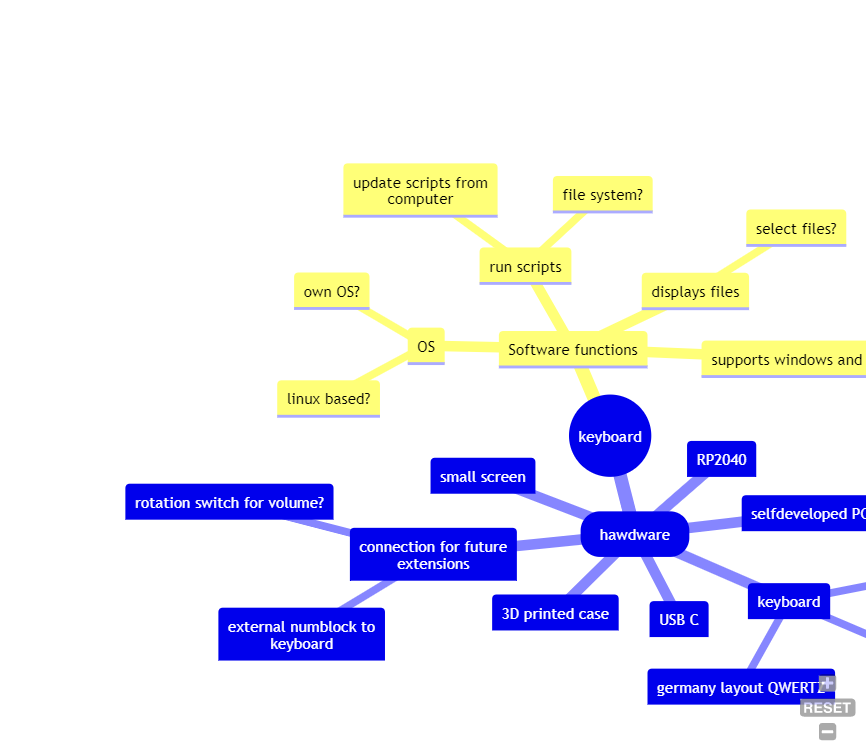 update scripts from
computer
file system?
select files?
run scripts
own OS?
displays files
OS
Software functions
supports windows and
linux based?
keyboard
RP2040
small screen
rotation switch for volume?
selfdeveloped
hawdware
connection for future
extensions
keyboard
3D printed case
USB C
external numblock to
keyboard
germany layout QWERTZ
RESET